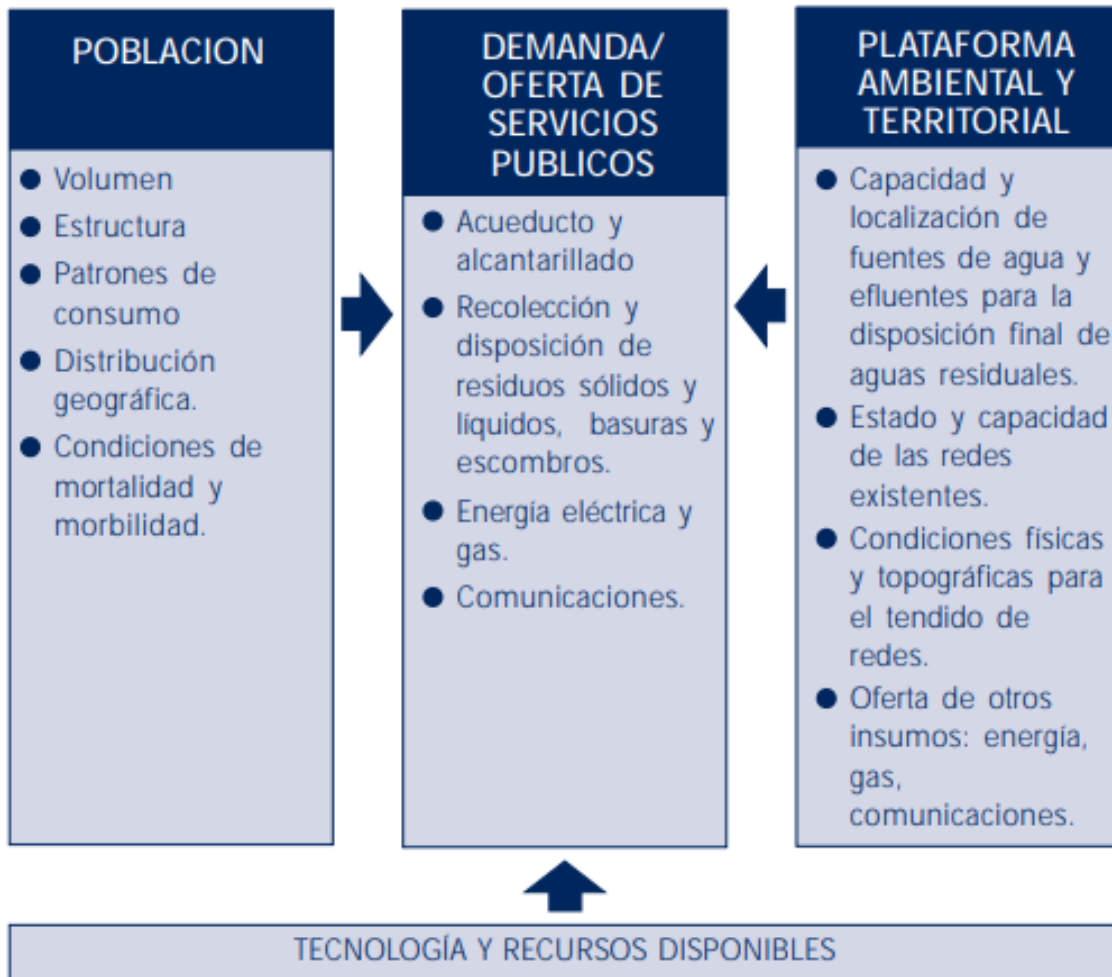 POBLACION
● Volumen
● Estructura
● Patrones de
consumo
● Distribución
geográfica.
● Condiciones de
mortalidad y
morbilidad.
DEMANDA/
OFERTA DE
SERVICIOS
PUBLICOS
● Acueducto y
alcantarillado
● Recolección y
disposición de
residuos sólidos y
líquidos, basuras y
escombros.
● Energía eléctrica y
gas.
● Comunicaciones.
PLATAFORMA
AMBIENTAL Y
TERRITORIAL
● Capacidad y
localización de
fuentes de agua y
efluentes para la
disposición final de
aguas residuales.
● Estado y capacidad
de las redes
existentes.
● Condiciones físicas
y topográficas para
el tendido de
redes.
● Oferta de otros
insumos: energía,
gas,
comunicaciones.
TECNOLOGÍA Y RECURSOS DISPONIBLES